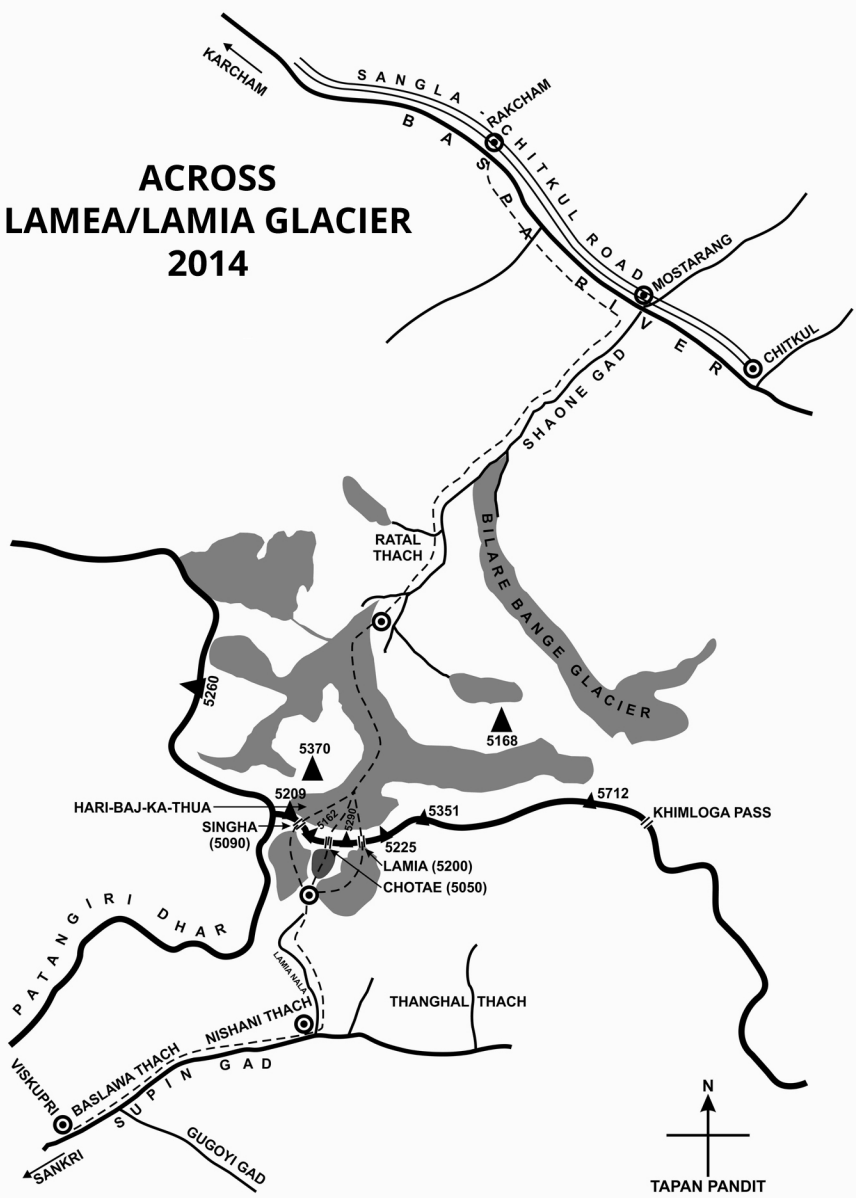 KARCHAM
SANGLA - CHITKUL ROAD
RAKCHAM
BASPA RIVER
ACROSS
LAMEA/LAMIA GLACIER
2014
MOSTARANG
CHITKUL
SHAONE GAD
BILARE BANGE GLACIER
RATAL
THACH
5260
5168
5370
5209
HARI-BAJ-KA-THUA
SINGHA
(5090)
5162
5290
5351
5225
5712
KHIMLOGA PASS
LAMIA (5200)
CHOTAE (5050)
PATANGIRI DHAR
LAMIA NALA
THANGHAL THACH
NISHANI THACH
BASLAWA THACH
VISKUPRI
SUPIN GAD
GUGOYI GAD
SANKRI
N
TAPAN PANDIT